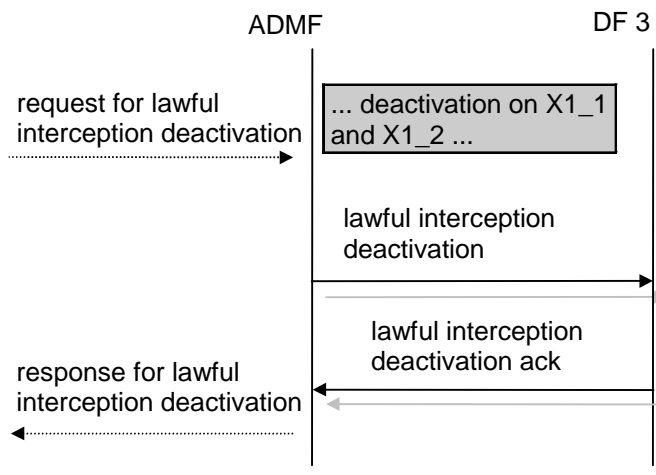 ADMF
DF 3
request for lawful
interception deactivation
... deactivation on X1_1
and X1_2 ...
lawful interception
deactivation
lawful interception
deactivation ack
response for lawful
interception deactivation